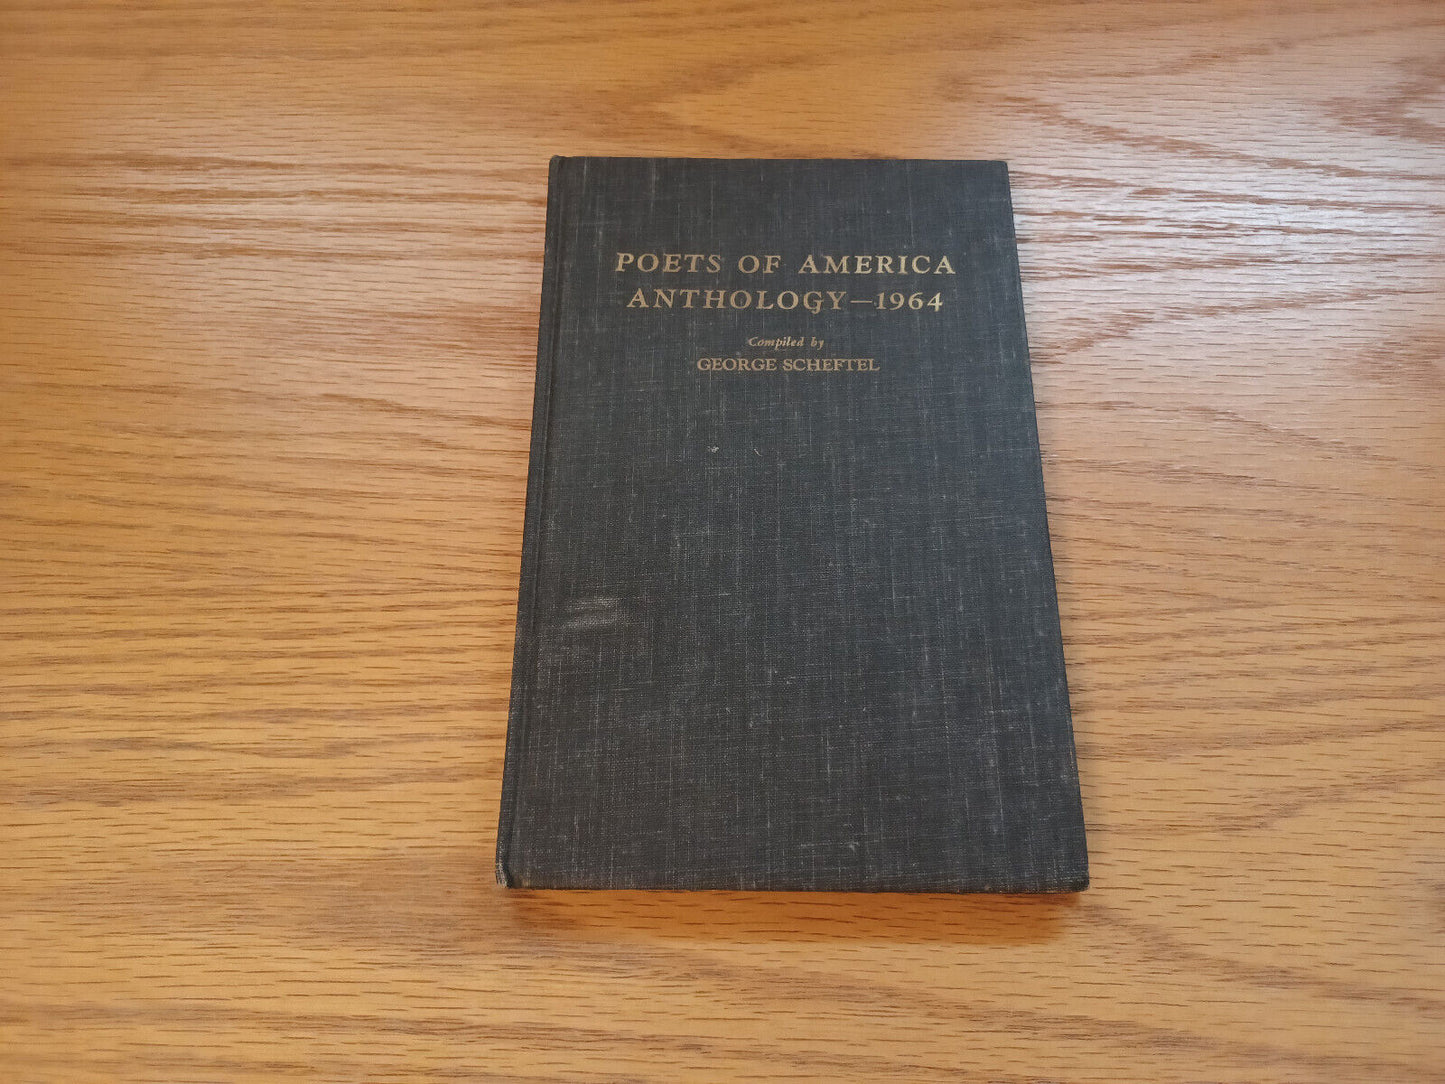 POETS OF AMERICA
ANTHOLOGY—1964
Compiled by
GEORGE SCHEFTEL